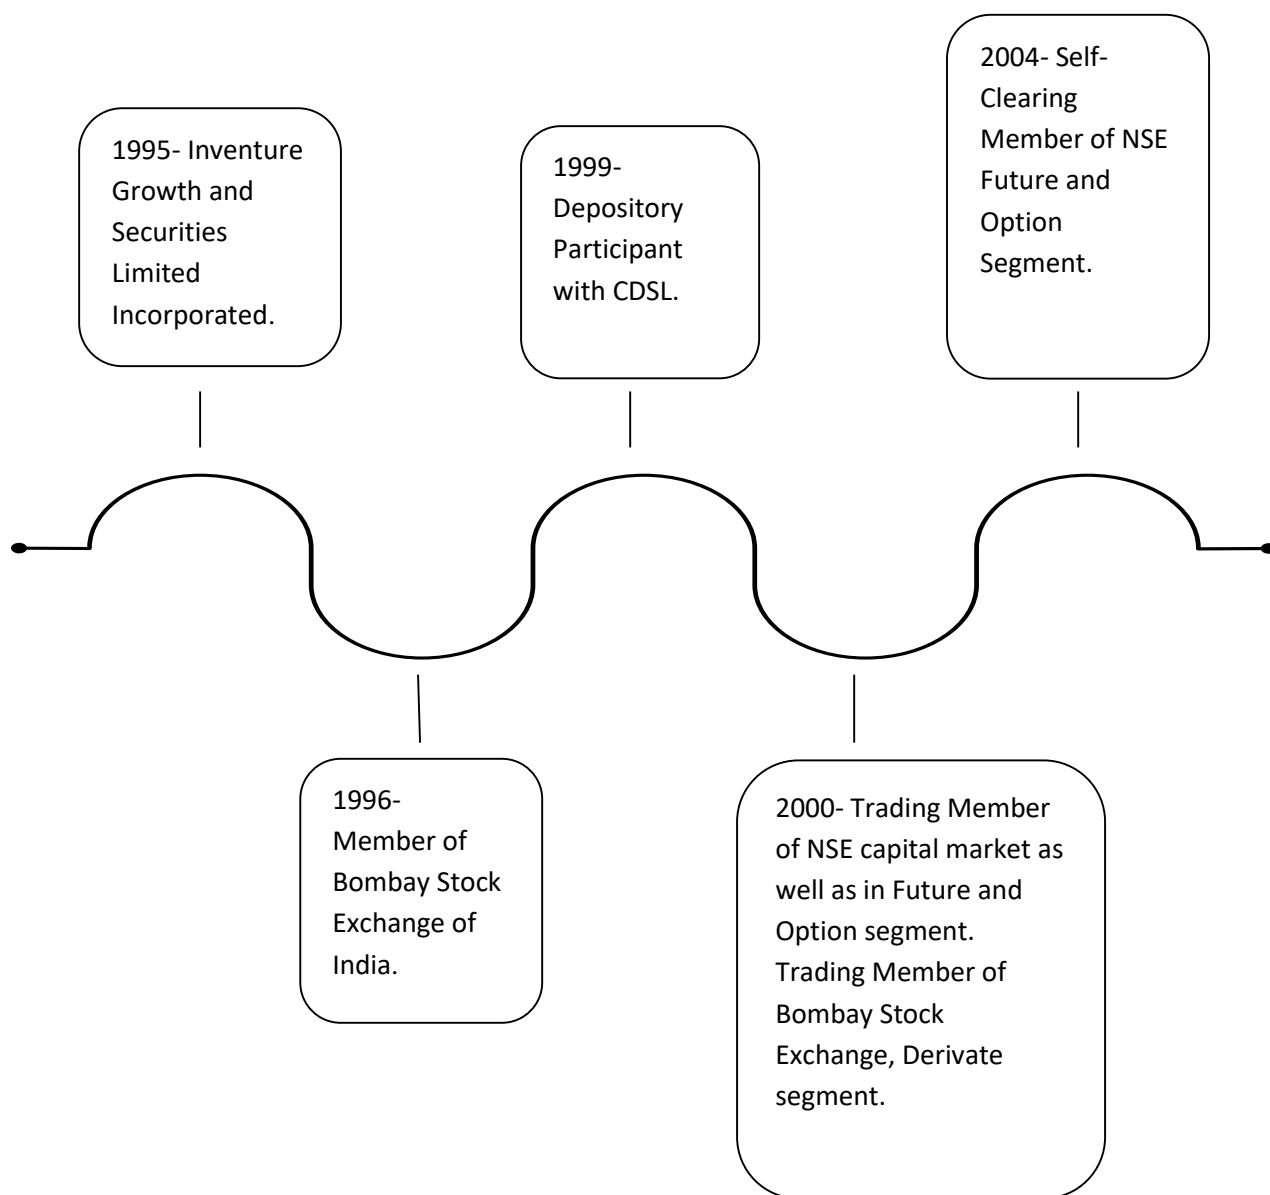 1995- Inventure
Growth and
Securities
Limited
Incorporated.
1996-
Member of
Bombay Stock
Exchange of
India.
1999-
Depository
Participant
with CDSL.
2000- Trading Member
of NSE capital market as
well as in Future and
Option segment.
Trading Member of
Bombay Stock
Exchange, Derivate
segment.
2004- Self-
Clearing
Member of NSE
Future and
Option
Segment.